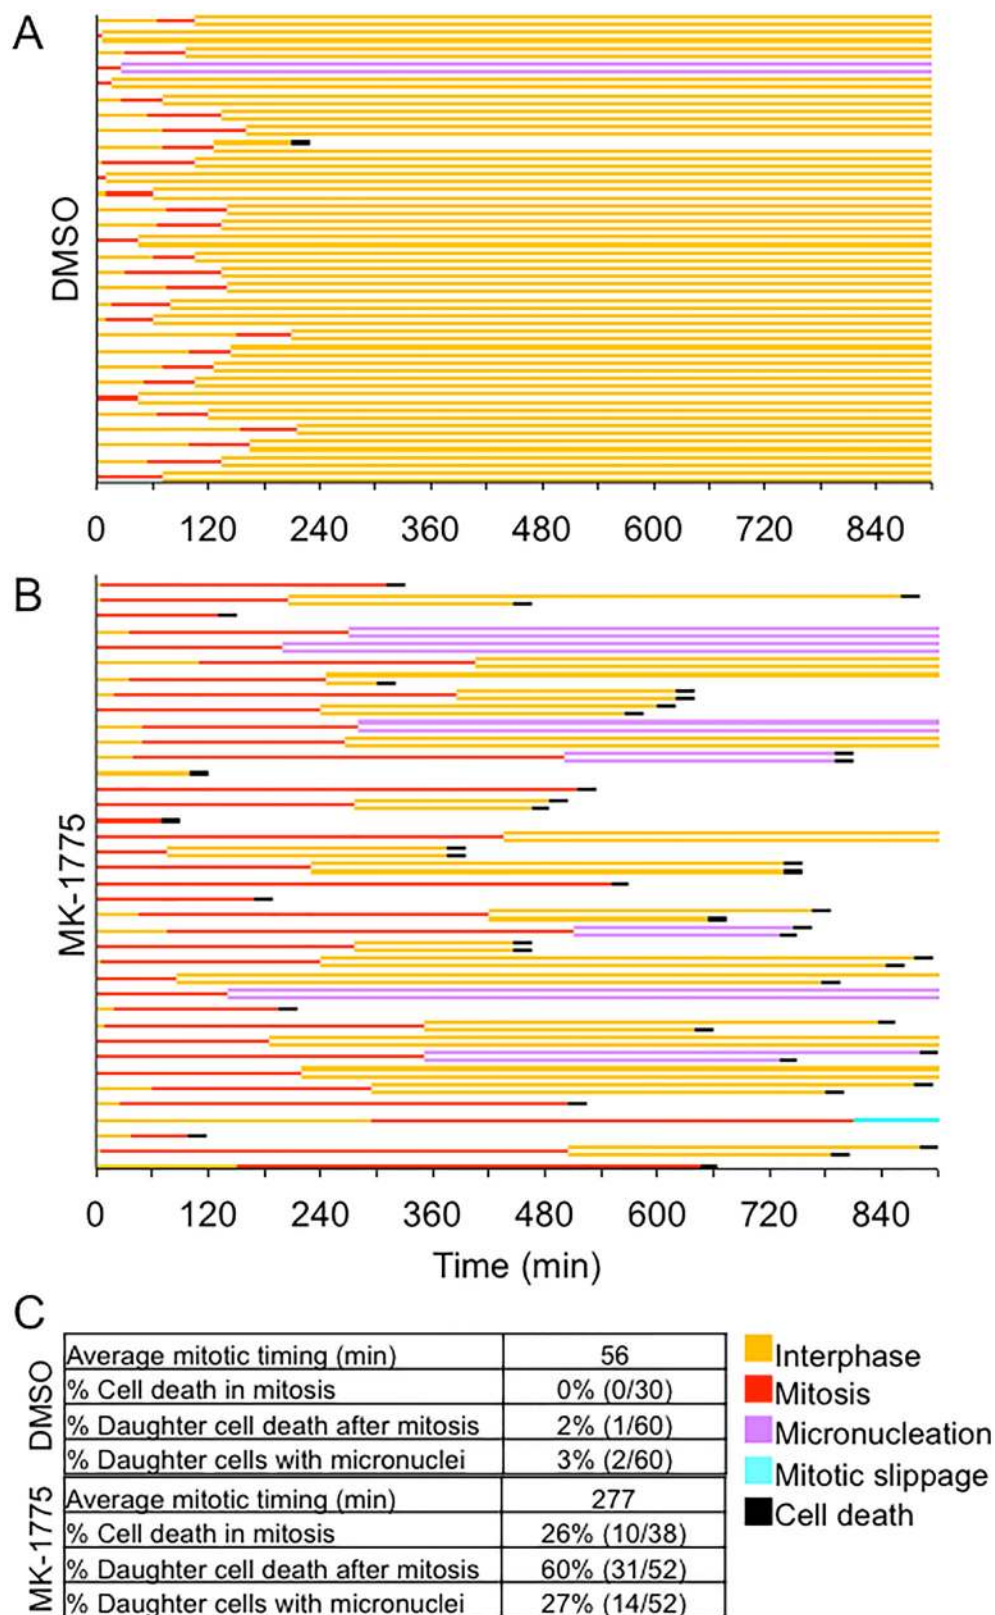 A
DMSO
0 120 240 360 480 600 720 840
B
MK-1775
0 120 240 360 480 600 720 840
Time (min)
C
DMSO
Average mitotic timing (min) 56
% Cell death in mitosis 0% (0/30)
% Daughter cell death after mitosis 2% (1/60)
% Daughter cells with micronuclei 3% (2/60)
MK-1775
Average mitotic timing (min) 277
% Cell death in mitosis 26% (10/38)
% Daughter cell death after mitosis 60% (31/52)
% Daughter cells with micronuclei 27% (14/52)
Interphase
Mitosis
Micronucleation
Mitotic slippage
Cell death